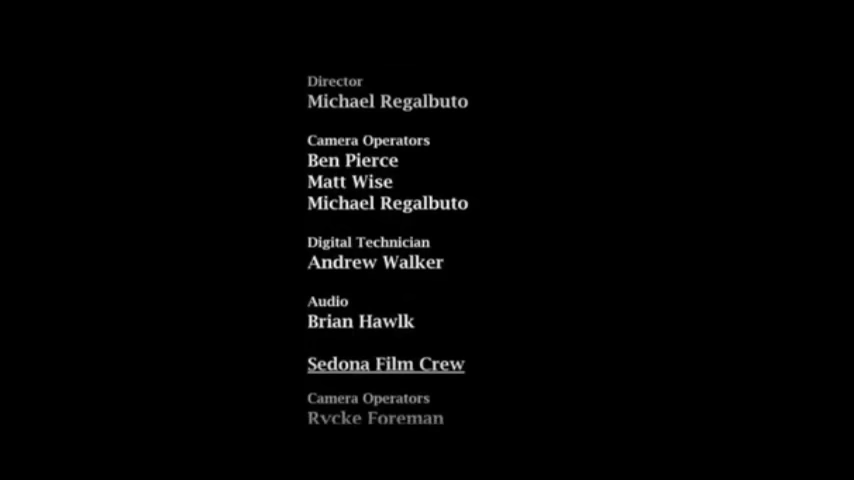 Director
Michael Regalbuto
Camera Operators
Ben Pierce
Matt Wise
Michael Regalbuto
Digital Technician
Andrew Walker
Audio
Brian Hawlk
Sedona Film Crew
Camera Operators
Rycke Foreman